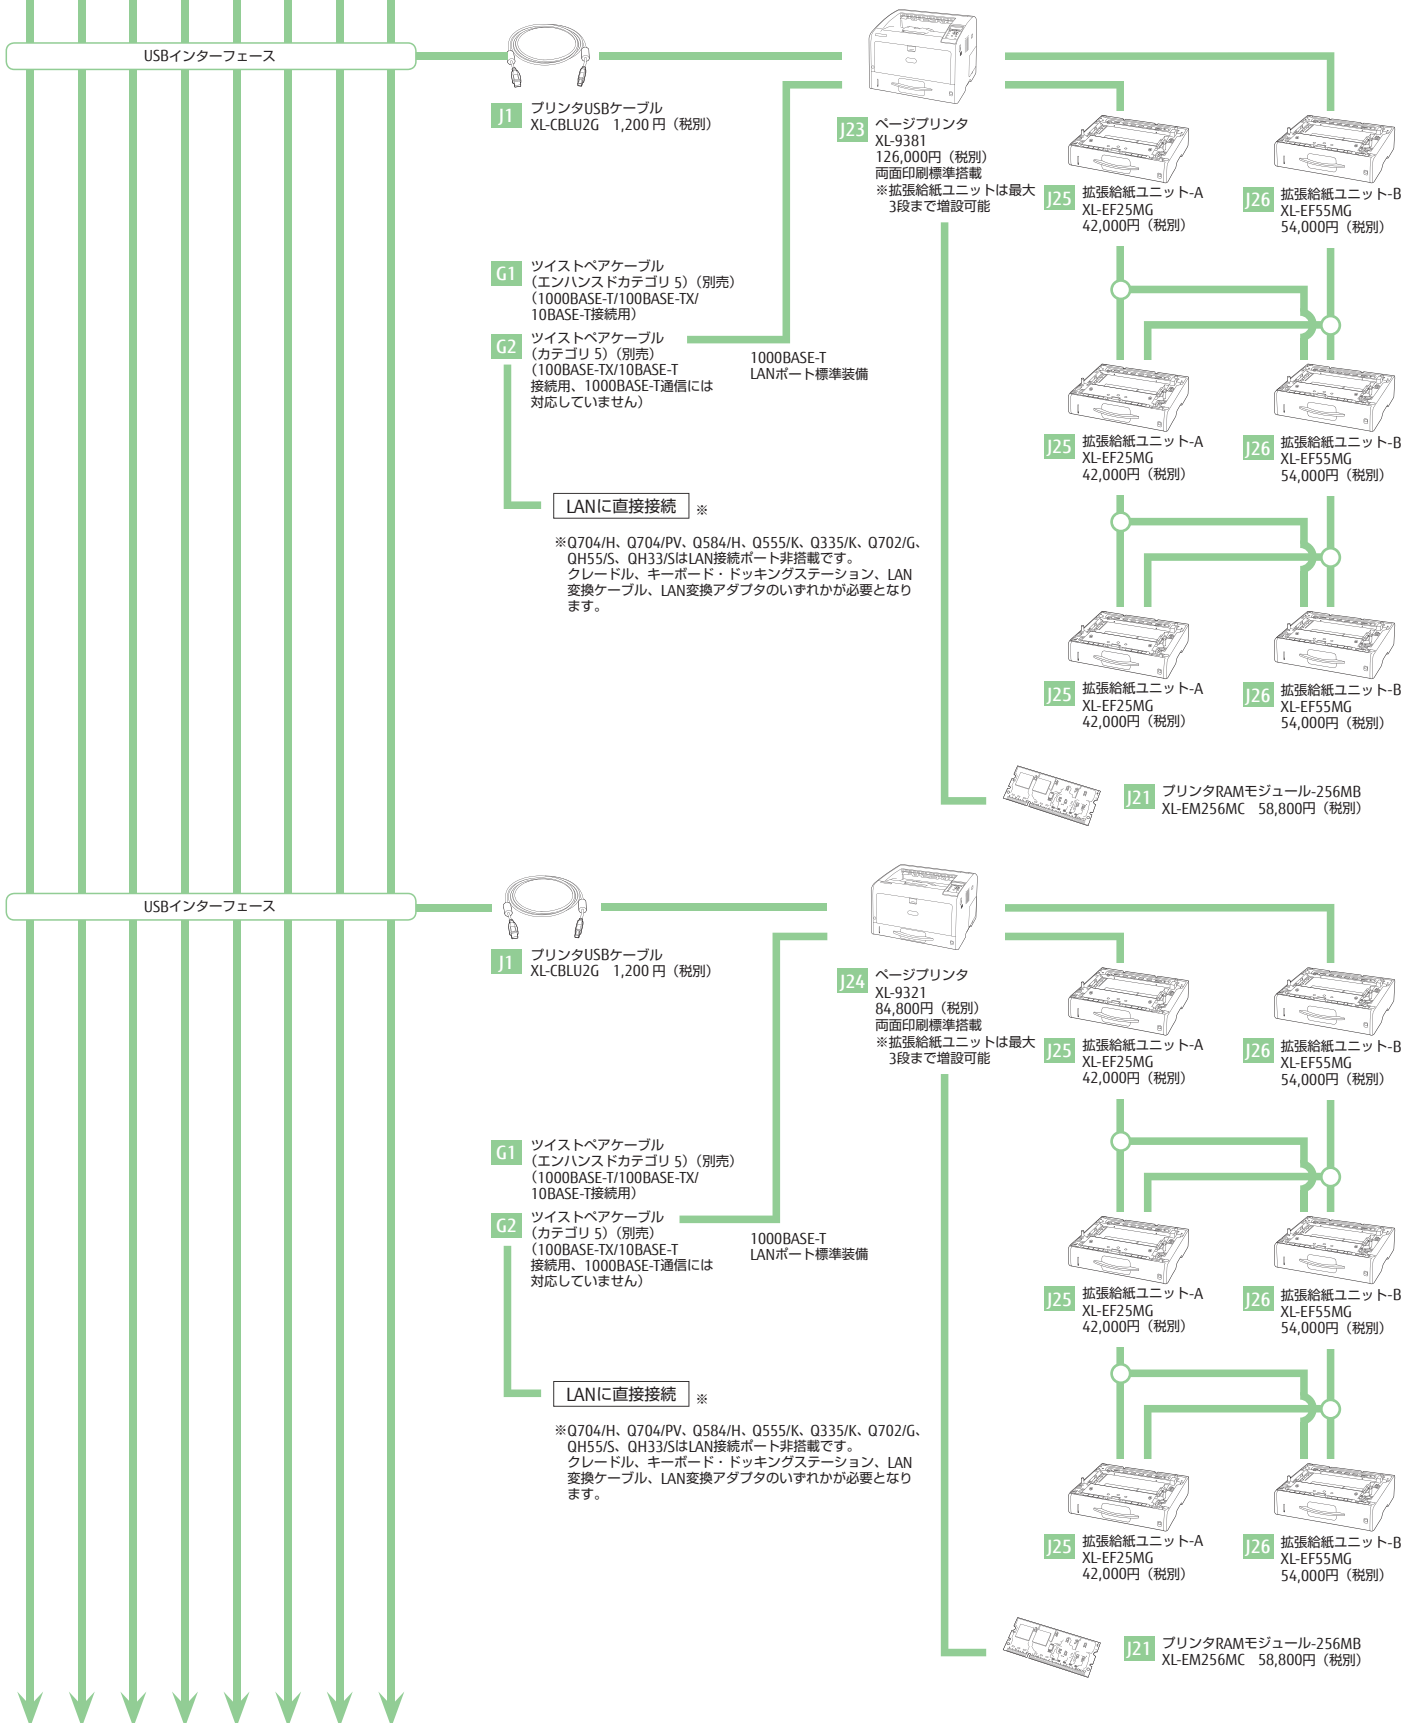 USBインターフェース
J1
プリンタUSBケーブル
XL-CBLU2G 1,200 円（税別）
J23
ページプリンタ
XL-9381
126,000円（税別）
両面印刷標準搭載
※拡張給紙ユニットは最大
3段まで増設可能
J25
拡張給紙ユニット-A
XL-EF25MG
42,000円（税別）
J26
拡張給紙ユニット-B
XL-EF55MG
54,000円（税別）
G1
ツイストペアケーブル
（エンハンスドカテゴリ 5）（別売）
（1000BASE-T/100BASE-TX/
10BASE-T接続用）
G2
ツイストペアケーブル
（カテゴリ 5）（別売）
（100BASE-TX/10BASE-T
接続用、1000BASE-T通信には
対応していません）
1000BASE-T
LANポート標準装備
J25
拡張給紙ユニット-A
XL-EF25MG
42,000円（税別）
J26
拡張給紙ユニット-B
XL-EF55MG
54,000円（税別）
LANに直接接続 ※
※Q704/H、Q704/PV、Q584/H、Q555/K、Q335/K、Q702/G、
QH55/S、QH33/SはLAN接続ポート非搭載です。
クレードル、キーボード・ドッキングステーション、LAN
変換ケーブル、LAN変換アダプタのいずれかが必要となり
ます。
J25
拡張給紙ユニット-A
XL-EF25MG
42,000円（税別）
J26
拡張給紙ユニット-B
XL-EF55MG
54,000円（税別）
J21
プリンタRAMモジュール-256MB
XL-EM256MC 58,800円（税別）
USBインターフェース
J1
プリンタUSBケーブル
XL-CBLU2G 1,200 円（税別）
J24
ページプリンタ
XL-9321
84,800円（税別）
両面印刷標準搭載
※拡張給紙ユニットは最大
3段まで増設可能
J25
拡張給紙ユニット-A
XL-EF25MG
42,000円（税別）
J26
拡張給紙ユニット-B
XL-EF55MG
54,000円（税別）
G1
ツイストペアケーブル
（エンハンスドカテゴリ 5）（別売）
（1000BASE-T/100BASE-TX/
10BASE-T接続用）
G2
ツイストペアケーブル
（カテゴリ 5）（別売）
（100BASE-TX/10BASE-T
接続用、1000BASE-T通信には
対応していません）
1000BASE-T
LANポート標準装備
J25
拡張給紙ユニット-A
XL-EF25MG
42,000円（税別）
J26
拡張給紙ユニット-B
XL-EF55MG
54,000円（税別）
LANに直接接続 ※
※Q704/H、Q704/PV、Q584/H、Q555/K、Q335/K、Q702/G、
QH55/S、QH33/SはLAN接続ポート非搭載です。
クレードル、キーボード・ドッキングステーション、LAN
変換ケーブル、LAN変換アダプタのいずれかが必要となり
ます。
J25
拡張給紙ユニット-A
XL-EF25MG
42,000円（税別）
J26
拡張給紙ユニット-B
XL-EF55MG
54,000円（税別）
J21
プリンタRAMモジュール-256MB
XL-EM256MC 58,800円（税別）